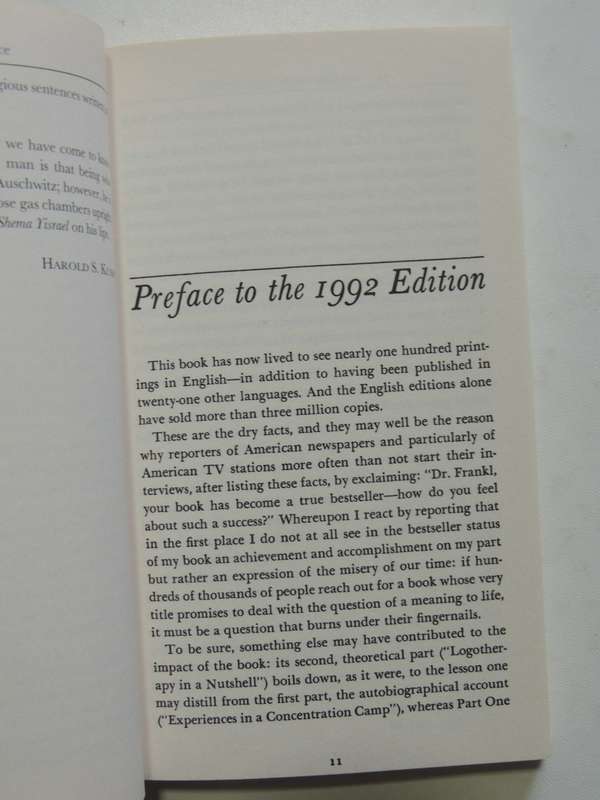 ce
gious sentences written
we have come to know
man is that being who
Auschwitz; however, he
ose gas chambers upright
Shema Yisrael on his lips.
HAROLD S.
Preface to the 1992 Edition
This book has now lived to see nearly one hundred print-
ings in English—in addition to having been published in
twenty-one other languages. And the English editions alone
have sold more than three million copies.
These are the dry facts, and they may well be the reason
why reporters of American newspapers and particularly of
American TV stations more often than not start their in-
terviews, after listing these facts, by exclaiming: “Dr. Frankl,
your book has become a true bestseller—how do you feel
about such a success?” Whereupon I react by reporting that
in the first place I do not at all see in the bestseller status
of my book an achievement and accomplishment on my part
but rather an expression of the misery of our time: if hun-
dreds of thousands of people reach out for a book whose very
title promises to deal with the question of a meaning to life,
it must be a question that burns under their fingernails.
To be sure, something else may have contributed to the
impact of the book: its second, theoretical part (“Logother-
apy in a Nutshell”) boils down, as it were, to the lesson one
may distill from the first part, the autobiographical account
(“Experiences in a Concentration Camp”), whereas Part One
11